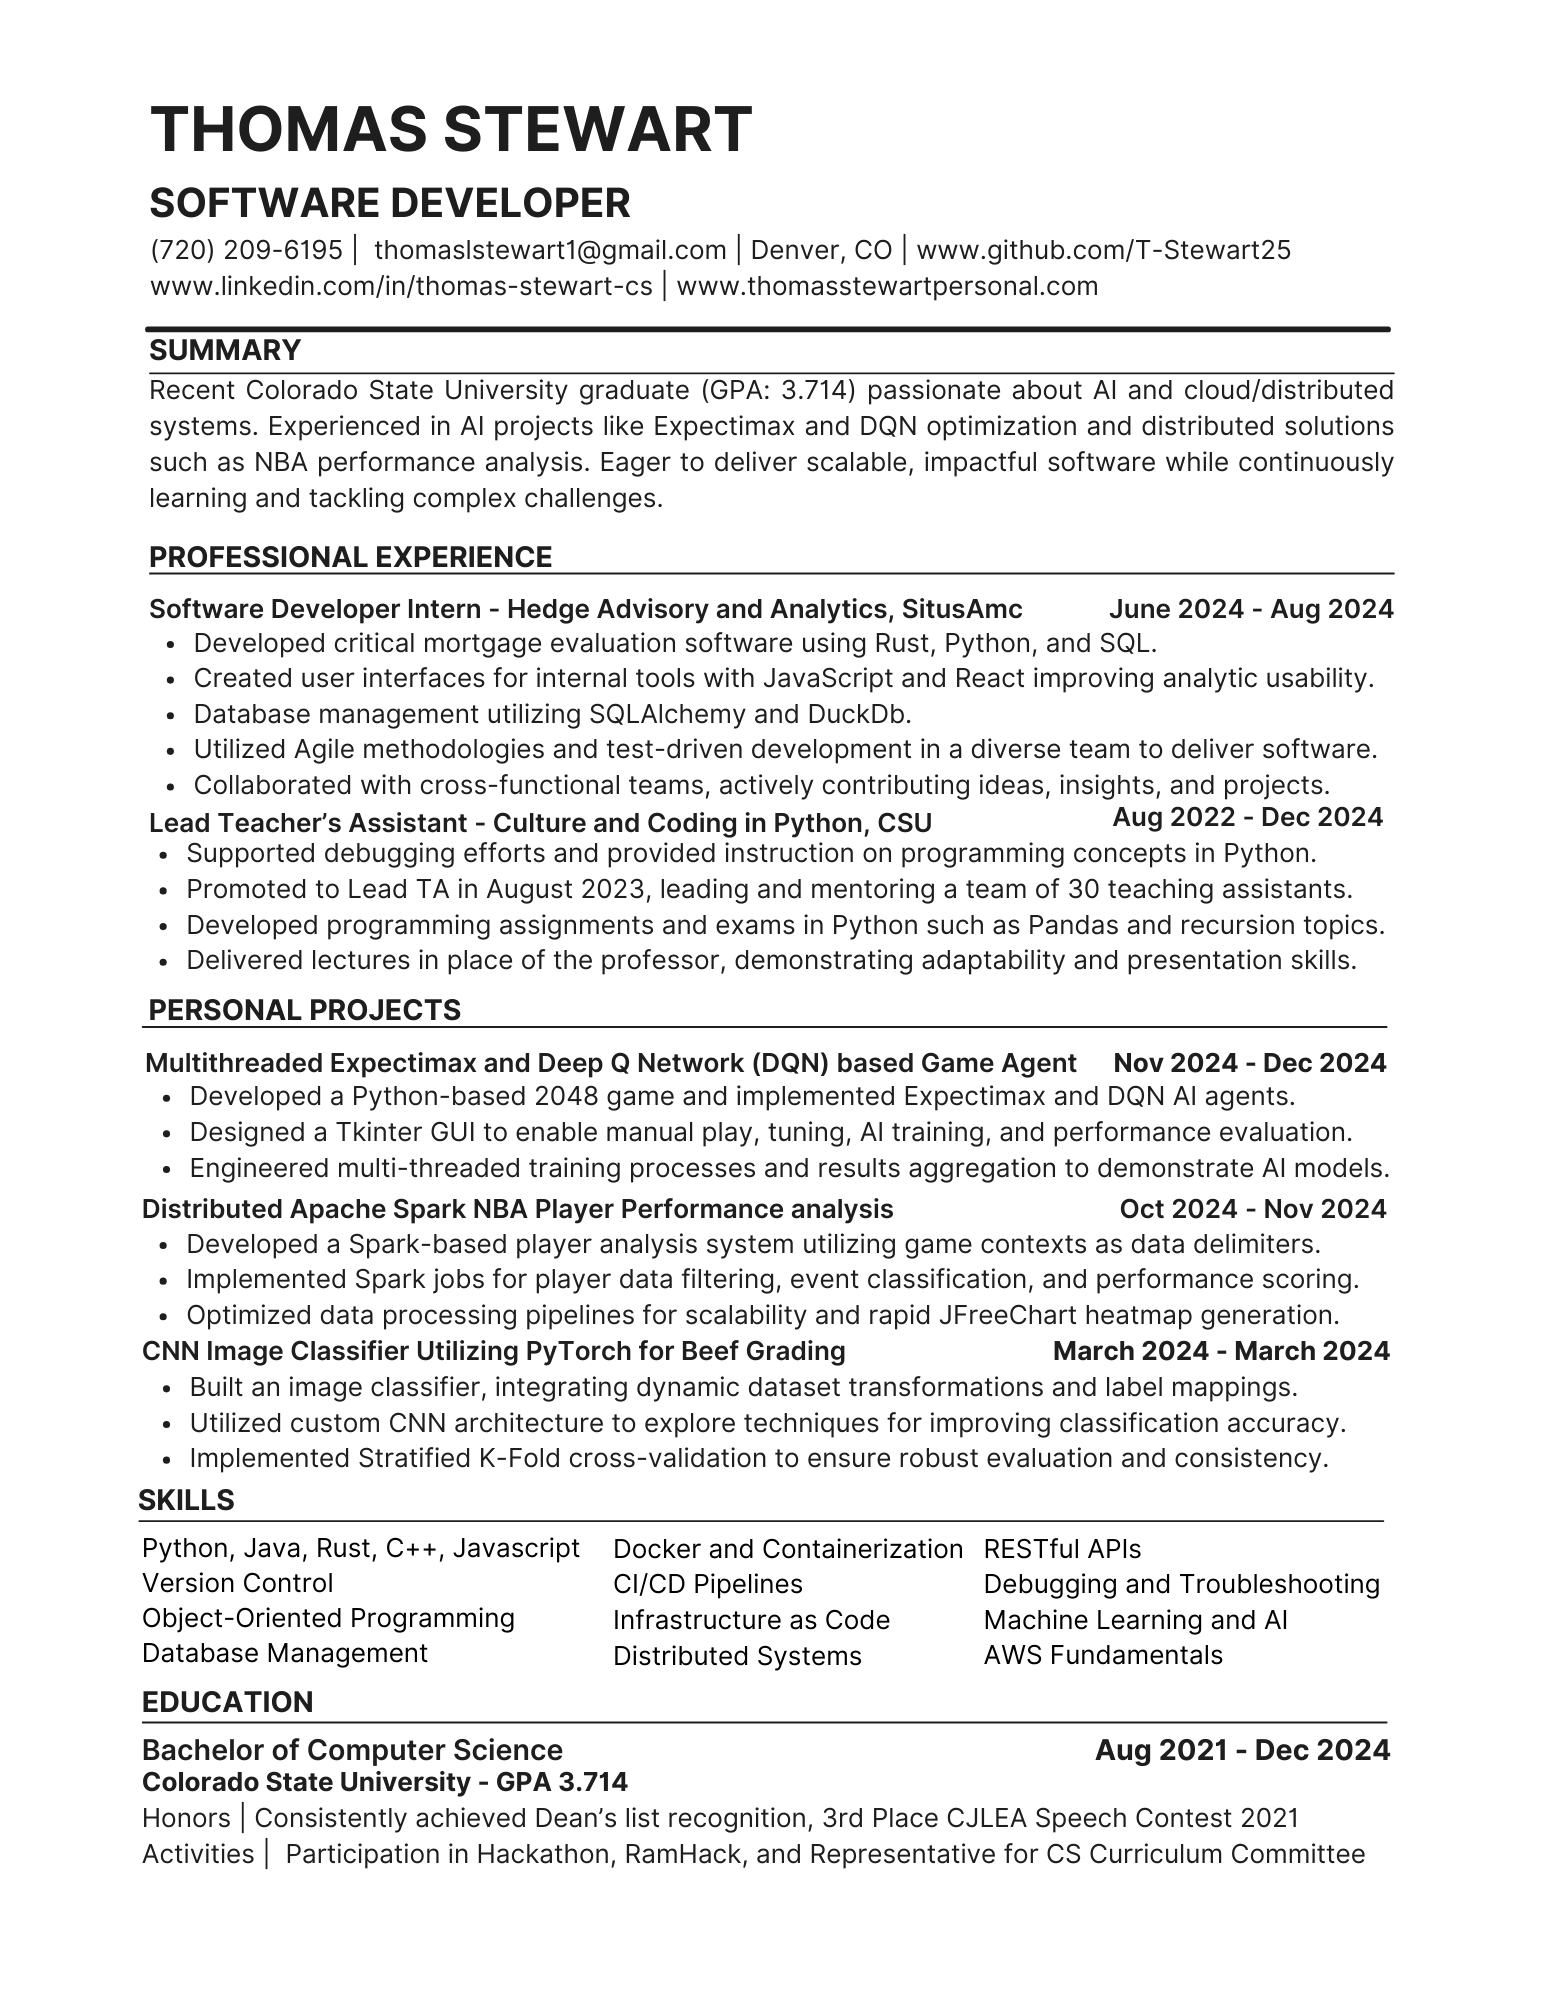 THOMAS STEWART
SOFTWARE DEVELOPER
(720) 209-6195 | thomaslstewart1@gmail.com | Denver, CO | www.github.com/T-Stewart25
www.linkedin.com/in/thomas-stewart-cs | www.thomasstewartpersonal.com
SUMMARY
Recent Colorado State University graduate (GPA: 3.714) passionate about AI and cloud/distributed
systems. Experienced in AI projects like Expectimax and DQN optimization and distributed solutions
such as NBA performance analysis. Eager to deliver scalable, impactful software while continuously
learning and tackling complex challenges.
PROFESSIONAL EXPERIENCE
Software Developer Intern - Hedge Advisory and Analytics, SitusAmc June 2024 - Aug 2024
• Developed critical mortgage evaluation software using Rust, Python, and SQL.
• Created user interfaces for internal tools with JavaScript and React improving analytic usability.
• Database management utilizing SQLAlchemy and DuckDb.
• Utilized Agile methodologies and test-driven development in a diverse team to deliver software.
• Collaborated with cross-functional teams, actively contributing ideas, insights, and projects.
Lead Teacher’s Assistant - Culture and Coding in Python, CSU Aug 2022 - Dec 2024
• Supported debugging efforts and provided instruction on programming concepts in Python.
• Promoted to Lead TA in August 2023, leading and mentoring a team of 30 teaching assistants.
• Developed programming assignments and exams in Python such as Pandas and recursion topics.
• Delivered lectures in place of the professor, demonstrating adaptability and presentation skills.
PERSONAL PROJECTS
Multithreaded Expectimax and Deep Q Network (DQN) based Game Agent Nov 2024 - Dec 2024
• Developed a Python-based 2048 game and implemented Expectimax and DQN AI agents.
• Designed a Tkinter GUI to enable manual play, tuning, AI training, and performance evaluation.
• Engineered multi-threaded training processes and results aggregation to demonstrate AI models.
Distributed Apache Spark NBA Player Performance analysis Oct 2024 - Nov 2024
• Developed a Spark-based player analysis system utilizing game contexts as data delimiters.
• Implemented Spark jobs for player data filtering, event classification, and performance scoring.
• Optimized data processing pipelines for scalability and rapid JFreeChart heatmap generation.
CNN Image Classifier Utilizing PyTorch for Beef Grading March 2024 - March 2024
• Built an image classifier, integrating dynamic dataset transformations and label mappings.
• Utilized custom CNN architecture to explore techniques for improving classification accuracy.
• Implemented Stratified K-Fold cross-validation to ensure robust evaluation and consistency.
SKILLS
Python, Java, Rust, C++, Javascript Docker and Containerization RESTful APIs
Version Control CI/CD Pipelines Debugging and Troubleshooting
Object-Oriented Programming Infrastructure as Code Machine Learning and AI
Database Management Distributed Systems AWS Fundamentals
EDUCATION
Bachelor of Computer Science Aug 2021 - Dec 2024
Colorado State University - GPA 3.714
Honors | Consistently achieved Dean’s list recognition, 3rd Place CJLEA Speech Contest 2021
Activities | Participation in Hackathon, RamHack, and Representative for CS Curriculum Committee